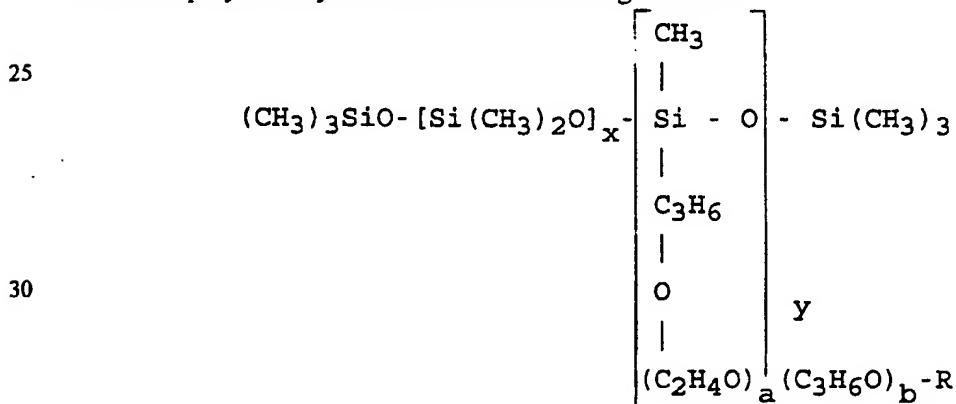 CH₃
25 |
(CH₃)₃SiO-[Si(CH₃)₂O]ₓ-[Si - O] - Si(CH₃)₃
|
C₃H₆
|
30 O
y
|
(C₂H₄O)ₐ(C₃H₆O)b-R